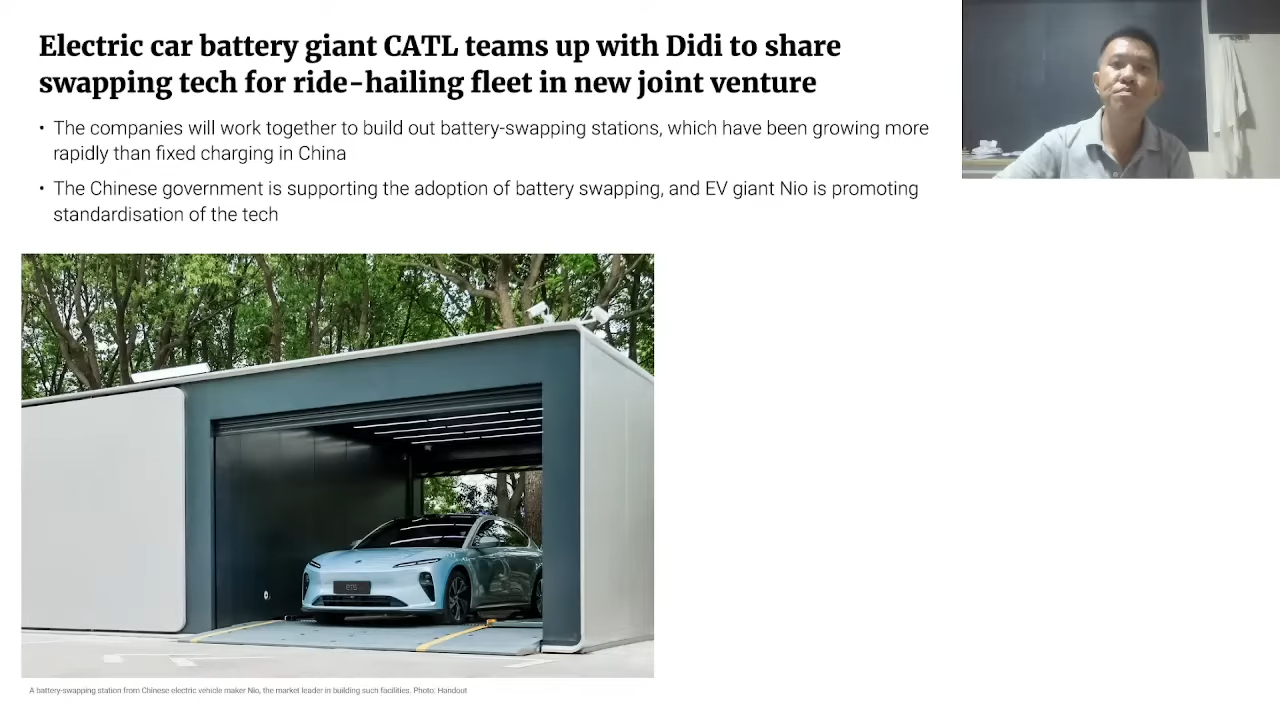 Electric car battery giant CATL teams up with Didi to share
swapping tech for ride-hailing fleet in new joint venture
• The companies will work together to build out battery-swapping stations, which have been growing more
rapidly than fixed charging in China
• The Chinese government is supporting the adoption of battery swapping, and EV giant Nio is promoting
standardisation of the tech
ET5
A battery-swapping station from Chinese electric vehicle maker Nio, the market leader in building such facilities. Photo: Handout